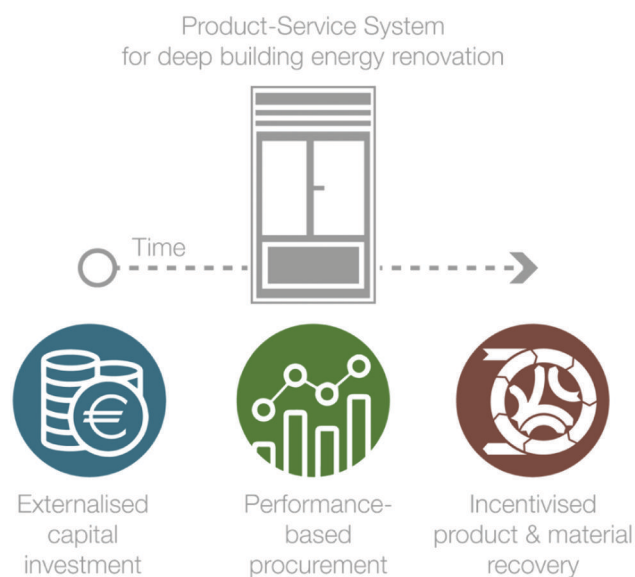 Product-Service System
for deep building energy renovation
Time
€
Externalised
capital
investment
Performance-
based
procurement
Incentivised
product & material
recovery